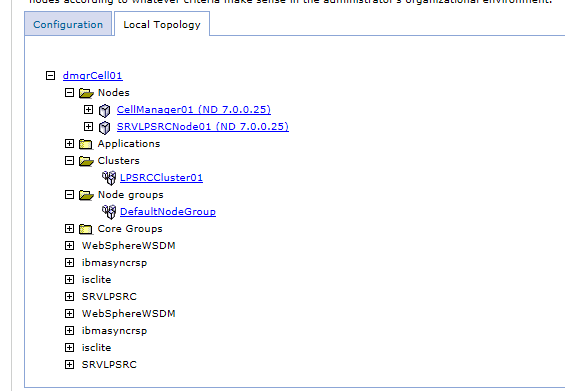 nodes according to whatever criteria make sense in the administrator's organizational environment.
Configuration Local Topology
dmgrCell01
Nodes
CellManager01 (ND 7.0.0.25)
SRVLPSRCNode01 (ND 7.0.0.25)
Applications
Clusters
LPSRCCluster01
Node groups
DefaultNodeGroup
Core Groups
WebSphereWSDM
ibmasyncrsp
isclite
SRVLPSRC
WebSphereWSDM
ibmasyncrsp
isclite
SRVLPSRC